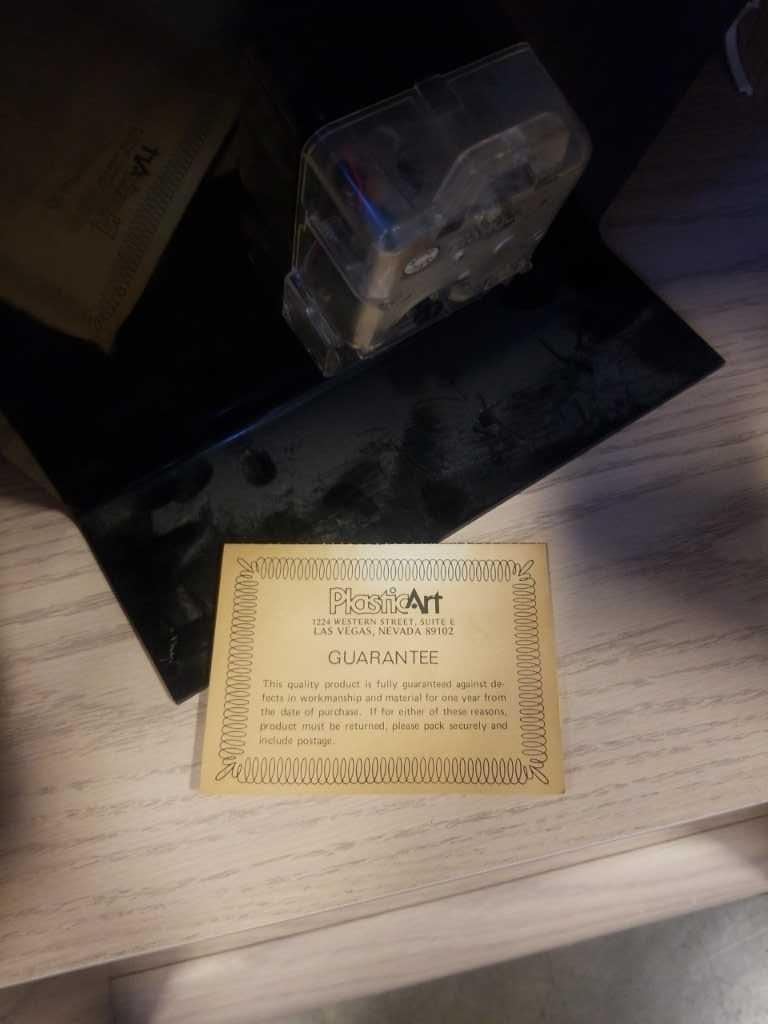 PlasticArt
1224 WESTERN STREET, SUITE E
LAS VEGAS, NEVADA 89102
GUARANTEE
This quality product is fully guaranteed against de-
fects in workmanship and material for one year from
the date of purchase. If for either of these reasons,
product must be returned, please pack securely and
include postage.